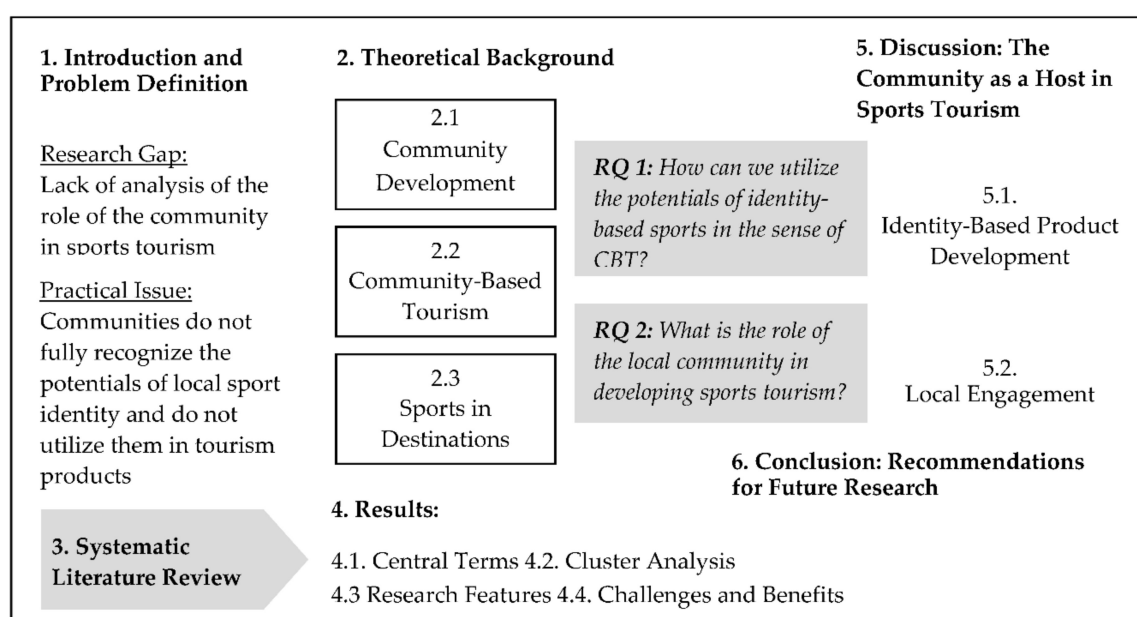 1. Introduction and
Problem Definition
Research Gap:
Lack of analysis of the
role of the community
in sports tourism
Practical Issue:
Communities do not
fully recognize the
potentials of local sport
identity and do not
utilize them in tourism
products
2. Theoretical Background
2.1
Community
Development
2.2
Community-Based
Tourism
2.3
Sports in
Destinations
RQ 1: How can we utilize
the potentials of identity-
based sports in the sense of
CBT?
RQ 2: What is the role of
the local community in
developing sports tourism?
3. Systematic
Literature Review
4. Results:
4.1. Central Terms 4.2. Cluster Analysis
4.3 Research Features 4.4. Challenges and Benefits
5. Discussion: The
Community as a Host in
Sports Tourism
5.1.
Identity-Based Product
Development
5.2.
Local Engagement
6. Conclusion: Recommendations
for Future Research